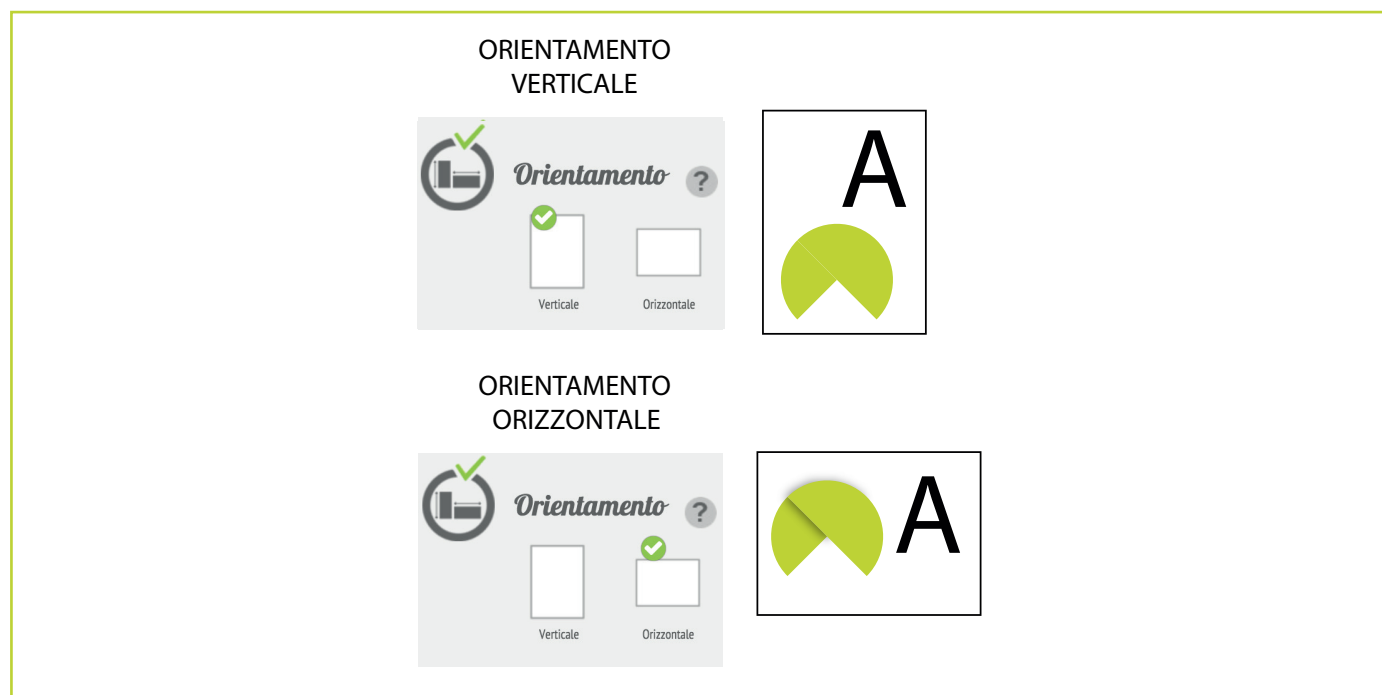 ORIENTAMENTO
VERTICALE
Orientamento ?
Verticale Orizzontale
A
ORIENTAMENTO
ORIZZONTALE
Orientamento ?
Verticale Orizzontale
A